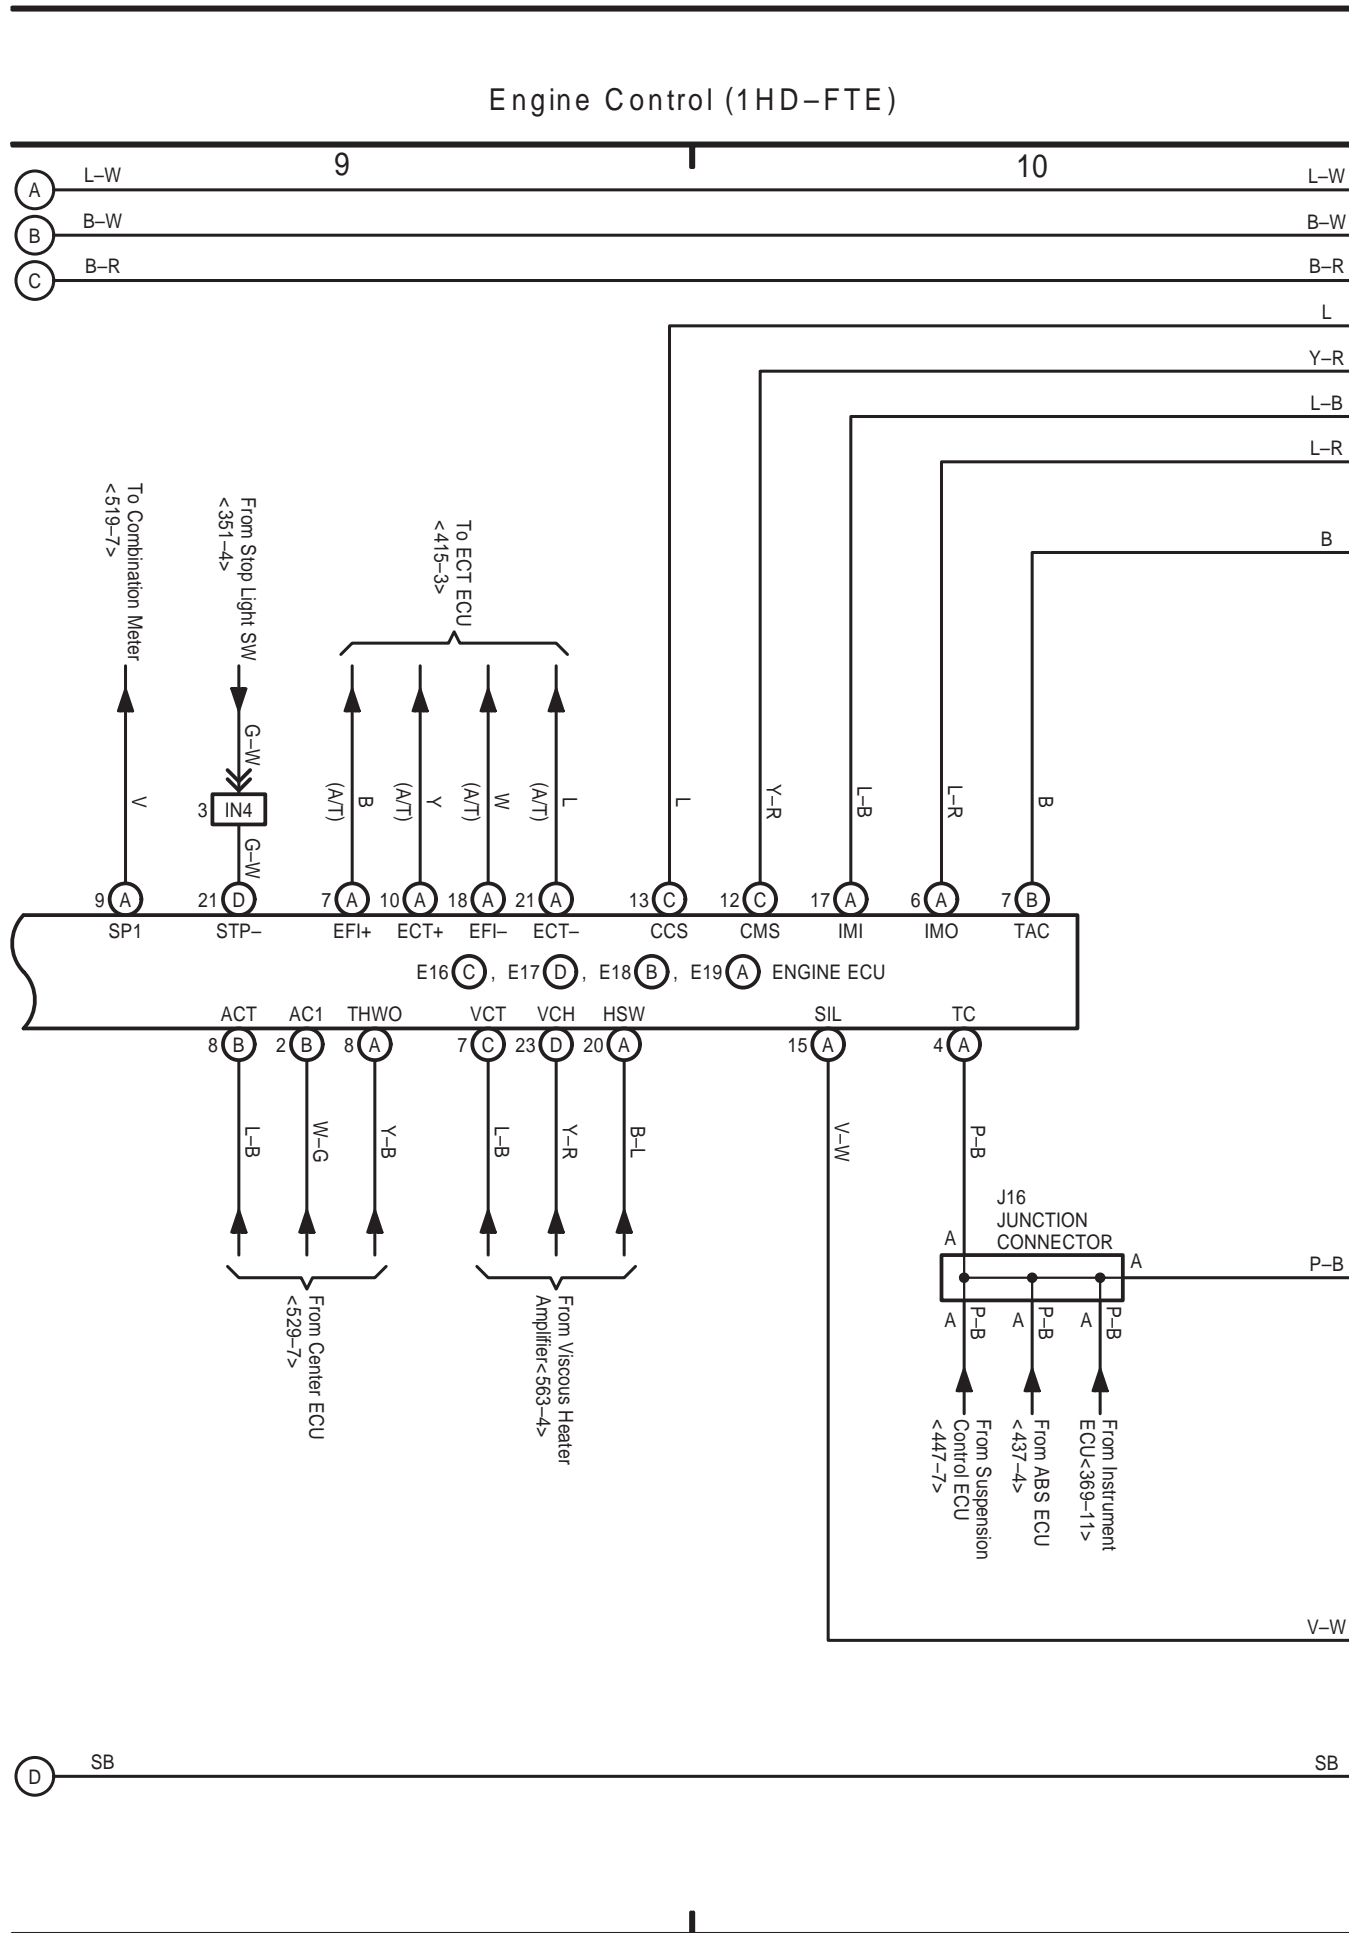 Engine Control (1HD–FTE)
9
10
A
L–W
L–W
B
B–W
B–W
C
B–R
B–R
L
Y–R
L–B
L–R
B
To Combination Meter
<519–7>
From Stop Light SW
<351–4>
To ECT ECU
<415–3>
G–W
V
3
IN4
G–W
B
(A/T)
Y
(A/T)
W
(A/T)
L
(A/T)
L
Y–R
L–B
L–R
B
9 A
21 D
7 A
10 A
18 A
21 A
13 C
12 C
17 A
6 A
7 B
SP1
STP–
EFI+
ECT+
EFI–
ECT–
CCS
CMS
IMI
IMO
TAC
E16 C , E17 D , E18 B , E19 A ENGINE ECU
ACT
AC1
THWO
VCT
VCH
HSW
SIL
TC
8 B
2 B
8 A
7 C
23 D
20 A
15 A
4 A
L–B
W–G
Y–B
L–B
Y–R
B–L
V–W
P–B
J16
JUNCTION
CONNECTOR
A
A
P–B
A
P–B
A
P–B
A
P–B
From Center ECU
<529–7>
From Viscous Heater
Amplifier<563–4>
From Suspension
Control ECU
<447–7>
From ABS ECU
<437–4>
From Instrument
ECU<369–11>
V–W
D
SB
SB